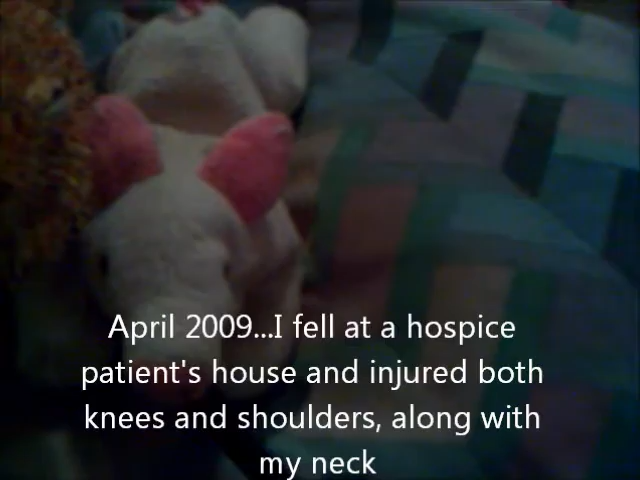 April 2009...I fell at a hospice
patient's house and injured both
knees and shoulders, along with
my neck